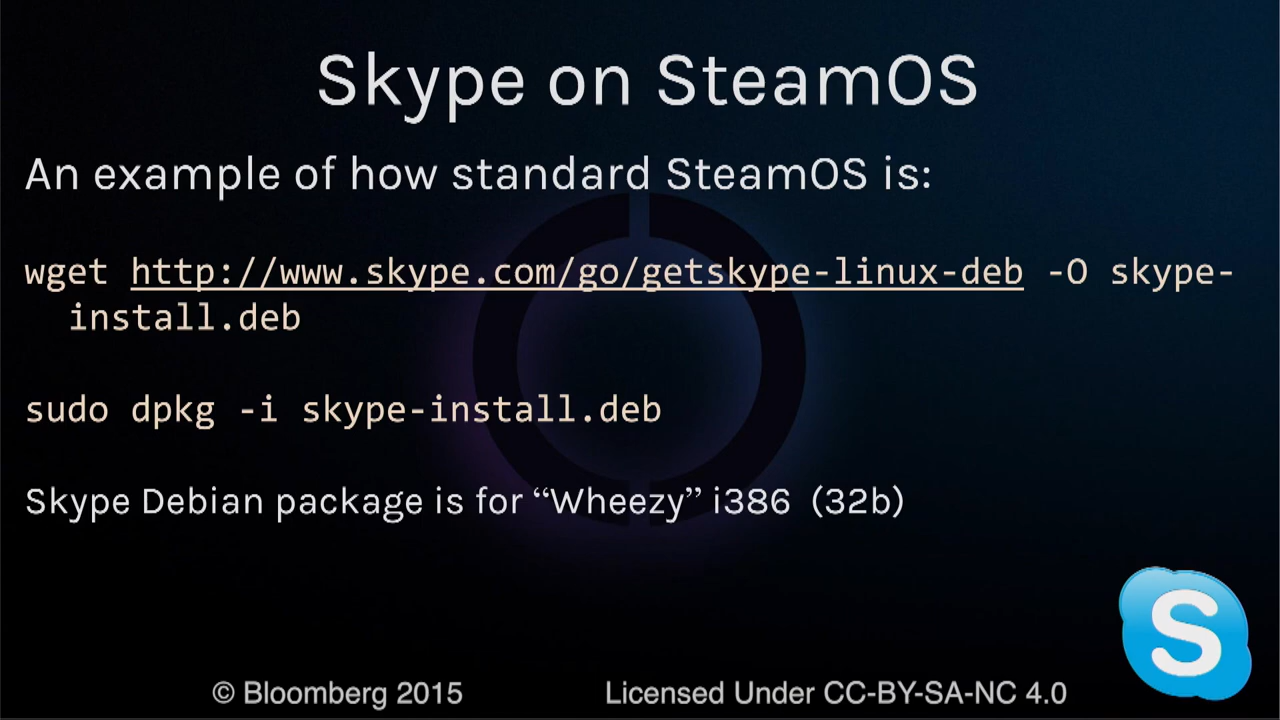 Skype on SteamOS
An example of how standard SteamOS is:
wget http://www.skype.com/go/getskype-linux-deb -O skype-
install.deb
sudo dpkg -i skype-install.deb
Skype Debian package is for “Wheezy” i386 (32b)
S
© Bloomberg 2015
Licensed Under CC-BY-SA-NC 4.0